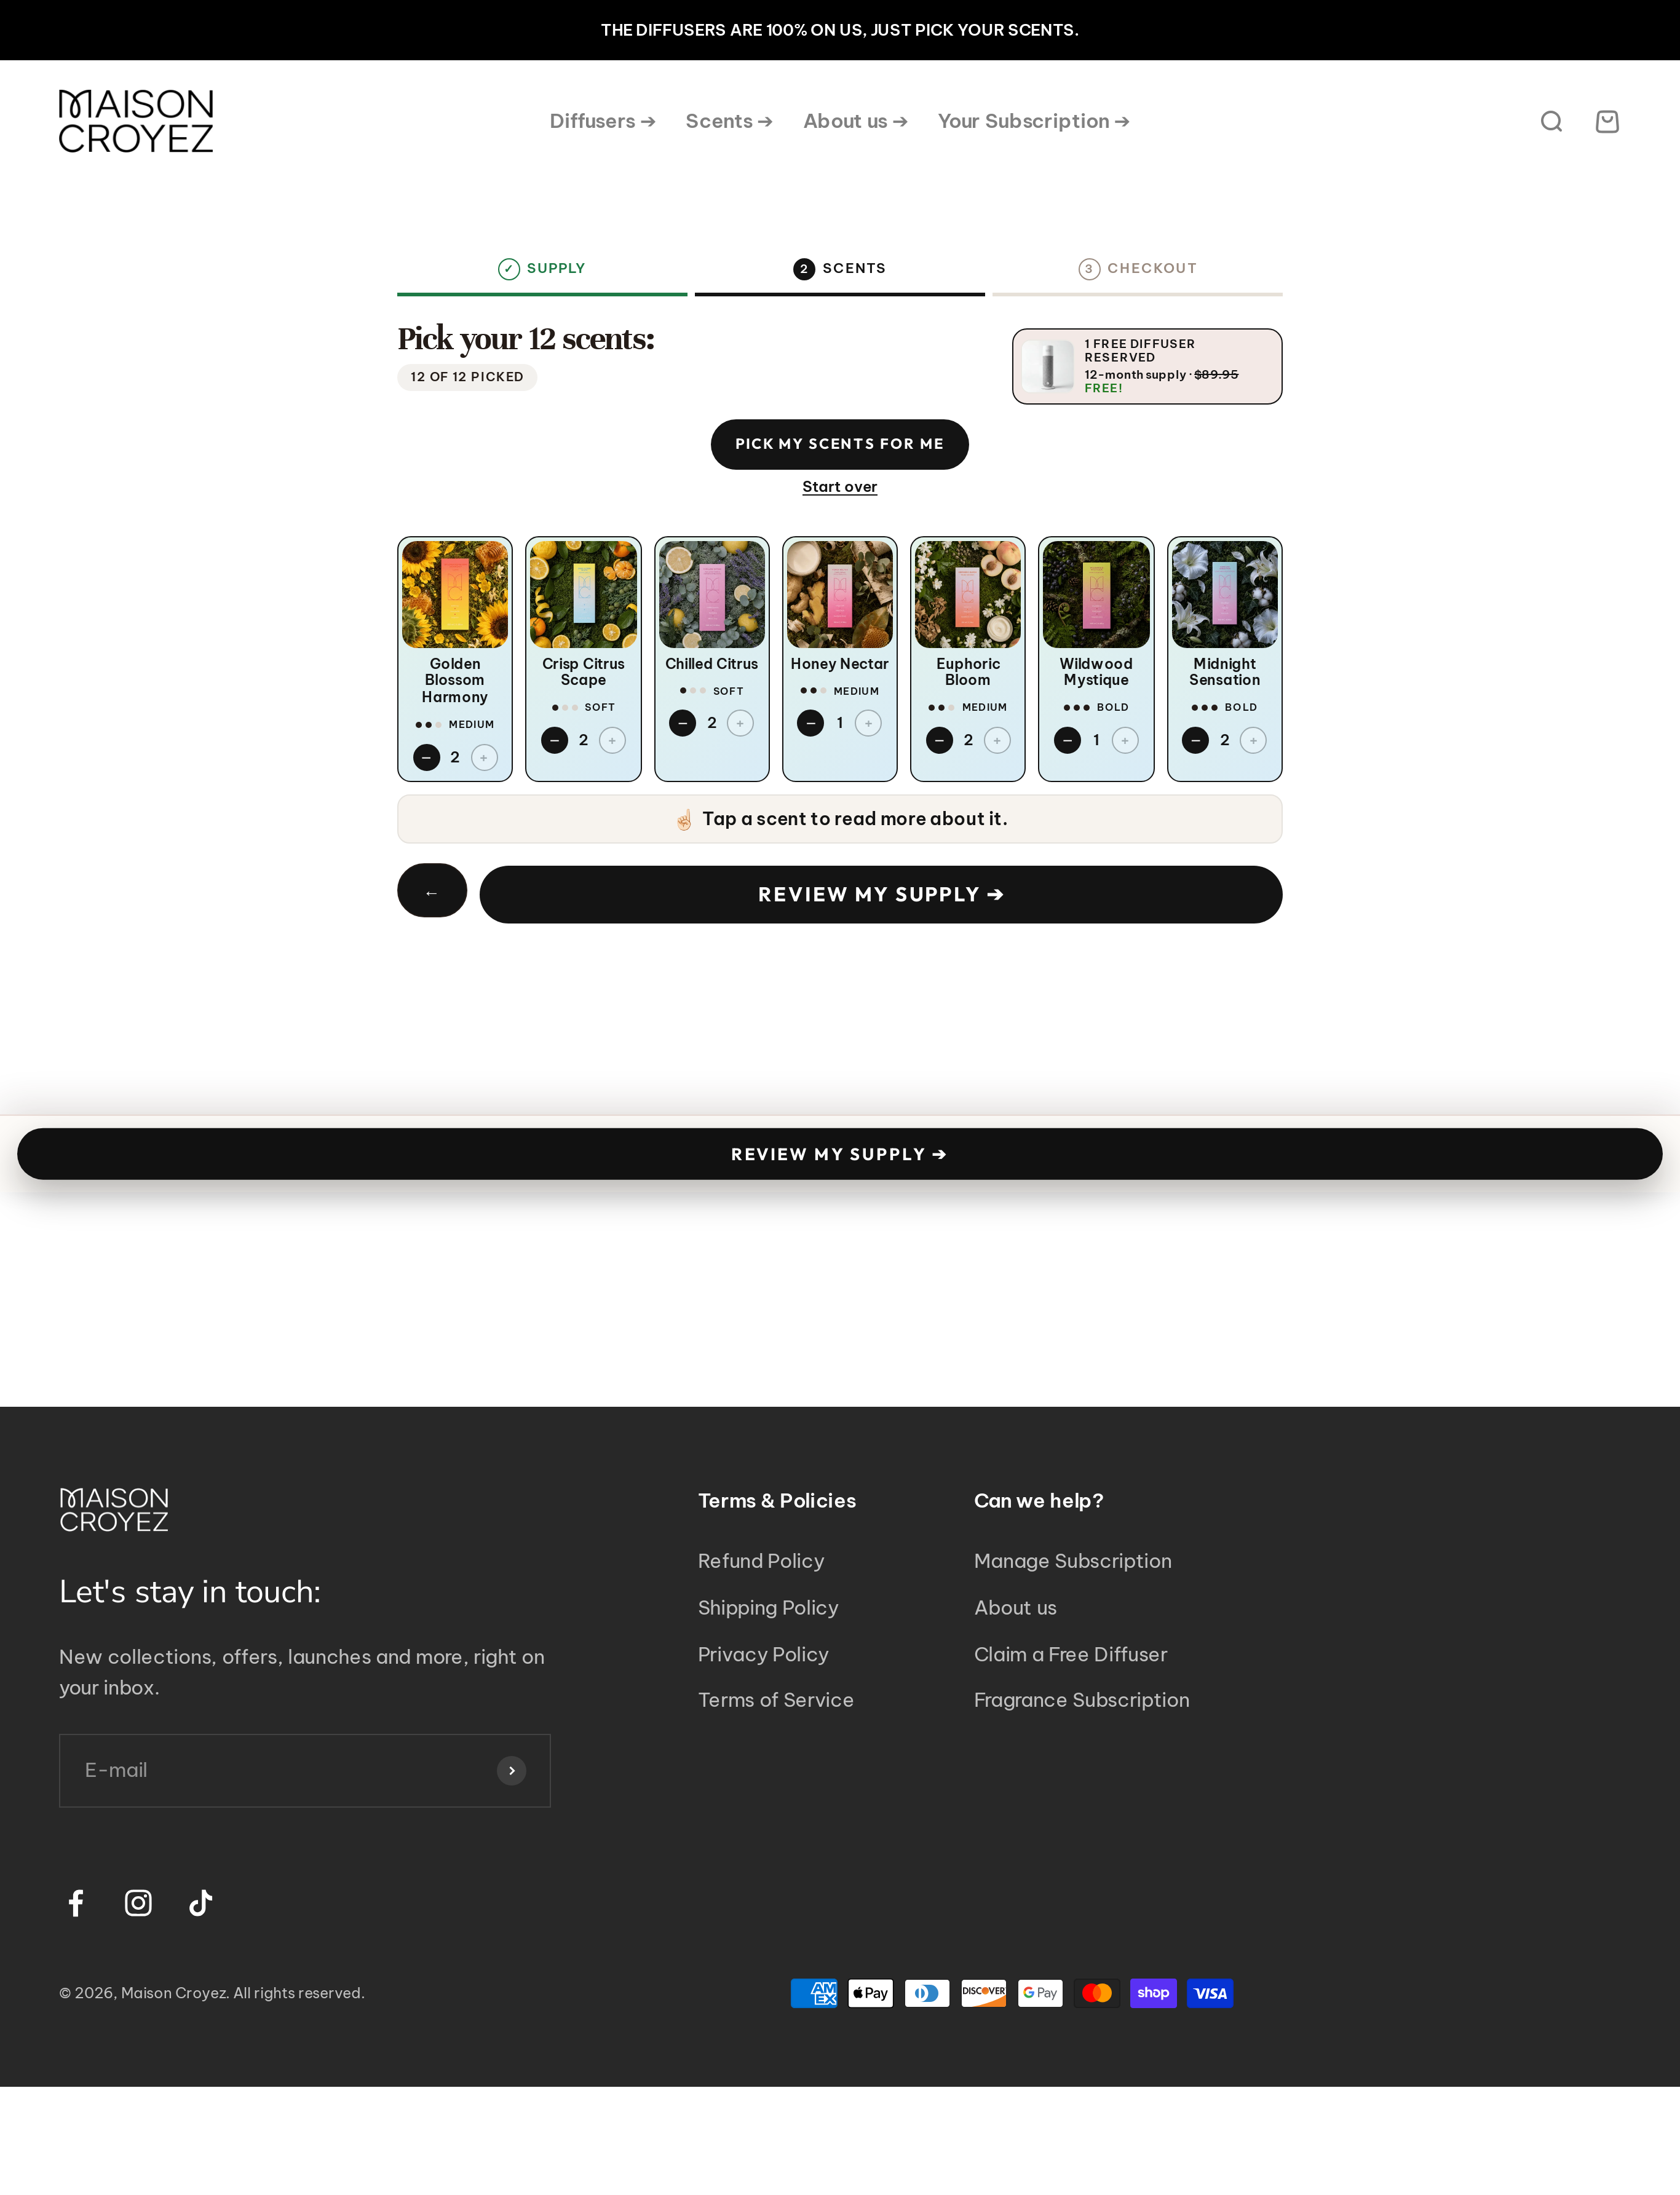 THE DIFFUSERS ARE 100% ON US, JUST PICK YOUR SCENTS.
MAISON
CROYEZ
Diffusers ➔ Scents ➔ About us ➔ Your Subscription ➔
✓ SUPPLY
2 SCENTS
3 CHECKOUT
Pick your 12 scents:
12 OF 12 PICKED
1 FREE DIFFUSER
RESERVED
12-month supply · $89.95
FREE!
PICK MY SCENTS FOR ME
Start over
Golden
Blossom
Harmony
MEDIUM
− 2 +
Crisp Citrus
Scape
SOFT
− 2 +
Chilled Citrus
SOFT
− 2 +
Honey Nectar
MEDIUM
− 1 +
Euphoric
Bloom
MEDIUM
− 2 +
Wildwood
Mystique
BOLD
− 1 +
Midnight
Sensation
BOLD
− 2 +
☝🏻 Tap a scent to read more about it.
←
REVIEW MY SUPPLY ➔
REVIEW MY SUPPLY ➔
MAISON
CROYEZ
Let's stay in touch:
New collections, offers, launches and more, right on
your inbox.
E-mail
Terms & Policies
Refund Policy
Shipping Policy
Privacy Policy
Terms of Service
Can we help?
Manage Subscription
About us
Claim a Free Diffuser
Fragrance Subscription
© 2026, Maison Croyez. All rights reserved.
AMEX
Pay
DISCOVER
G Pay
shop
VISA